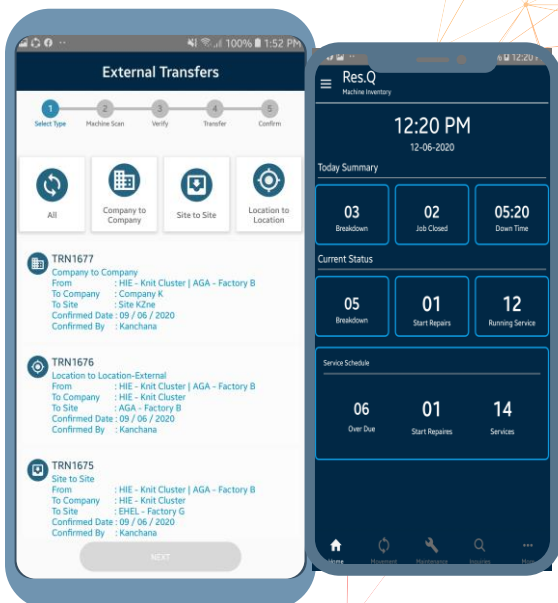 100% 1:52 PM
External Transfers
1 2 3 4 5
Select Type Machine Scan Verify Transfer Confirm
All
Company to
Company
Site to Site
Location to
Location
TRN1677
Company to Company
From : HIE - Knit Cluster | AGA - Factory B
To Company : Company K
To Site : Site KZne
Confirmed Date : 09 / 06 / 2020
Confirmed By : Kanchana
TRN1676
Location to Location-External
From : HIE - Knit Cluster | AGA - Factory B
To Company : HIE - Knit Cluster
To Site : AGA - Factory B
Confirmed Date : 09 / 06 / 2020
Confirmed By : Kanchana
TRN1675
Site to Site
From : HIE - Knit Cluster | AGA - Factory B
To Company : HIE - Knit Cluster
To Site : EHEL - Factory G
Confirmed Date : 09 / 06 / 2020
Confirmed By : Kanchana
NEXT
12:20
Res.Q
Machine Inventory
12:20 PM
12-06-2020
Today Summary
03 02 05:20
Breakdown Job Closed Down Time
Current Status
05 01 12
Breakdown Start Repairs Running Service
Service Schedule
06 01 14
Over Due Start Repaires Services
Home Movement Maintenance Inquiries